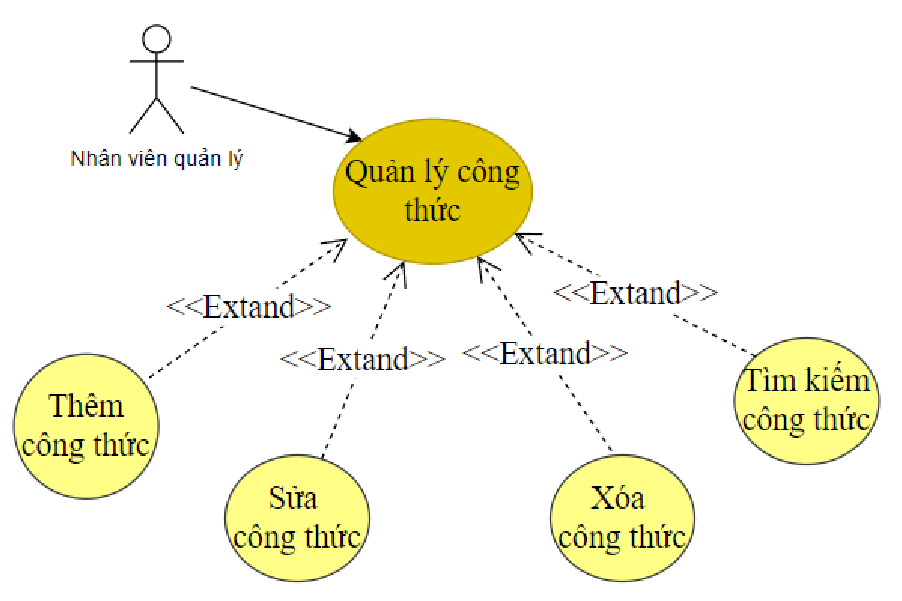 Nhân viên quản lý
Quản lý công
thức
<<Extand>>
<<Extand>>
<<Extand>>
<<Extand>>
Thêm
công thức
Sửa
công thức
Xóa
công thức
Tìm kiếm
công thức